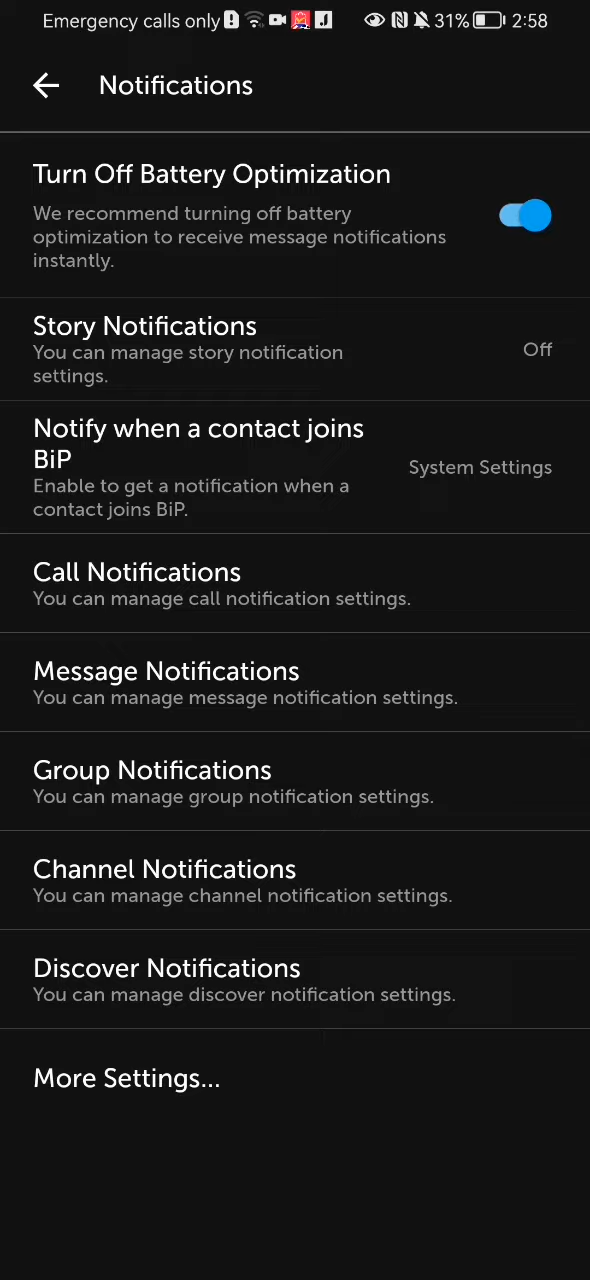 Emergency calls only 31% 2:58
Notifications
Turn Off Battery Optimization
We recommend turning off battery
optimization to receive message notifications
instantly.
Story Notifications
You can manage story notification
settings.
Off
Notify when a contact joins
BiP
Enable to get a notification when a
contact joins BiP.
System Settings
Call Notifications
You can manage call notification settings.
Message Notifications
You can manage message notification settings.
Group Notifications
You can manage group notification settings.
Channel Notifications
You can manage channel notification settings.
Discover Notifications
You can manage discover notification settings.
More Settings...